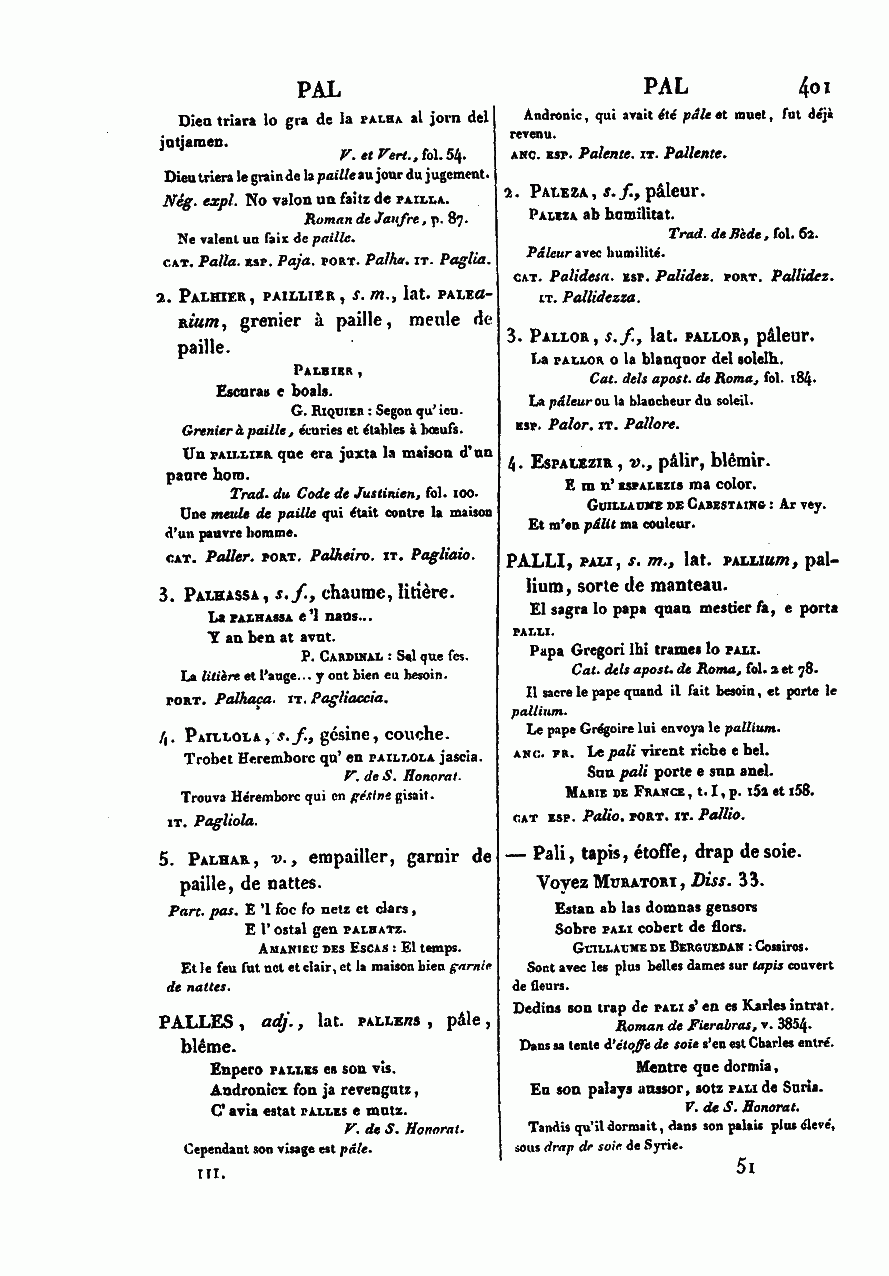 PAL
PAL 401
Dieu triara lo gra de la PALHA al jorn del
jutjamen.
V. et Vert., fol. 54.
Dieu triera le grain de la paille au jour du jugement.
Nég. expl. No valon un faitz de PAILLA.
Roman de Jaufre, p. 87.
Ne valent un faix de paille.
CAT. Palla. ESP. Paja. PORT. Palha. IT. Paglia.
2. PALHIER, PAILLIER, s. m., lat. PALEA-
RIum, grenier à paille, meule de
paille.
PALHIER,
Escuras e boals.
G. RIQUIER : Segon qu'ieu.
Grenier à paille, écuries et étables à bœufs.
Un PAILLIER que era juxta la maison d'un
paure hom.
Trad. du Code de Justinien, fol. 100.
Une meule de paille qui était contre la maison
d'un pauvre homme.
CAT. Paller. PORT. Palheiro. IT. Pagliaio.
3. PALHASSA, s. f., chaume, litière.
La PALHASSA e'l naus...
Y an ben at avut.
P. CARDINAL : Sel que fes.
La litière et l'auge... y ont bien eu besoin.
PORT. Palhaça. IT. Pagliaccia.
4. PAILLOLA, s. f., gésine, couche.
Trobet Heremborc qu'en PAILLOLA jascia.
V. de S. Honorat.
Trouva Héremborc qui en gésine gisait.
IT. Pagliola.
5. PALHAR, v., empailler, garnir de
paille, de nattes.
Part. pas. E'l foc fo netz et clars,
E l'ostal gen PALHATZ.
AMANIEU DES ESCAS : El temps.
Et le feu fut net et clair, et la maison bien garnie
de nattes.
PALLES, adj., lat. PALLENS, pâle,
blême.
Enpero PALLES es son vis.
Andronicx fon ja revengutz,
C'avia estat PALLES e mutz.
V. de S. Honorat.
Cependant son visage est pâle.
III.
Andronic, qui avait été pâle et muet, fut déjà
revenu.
ANC. ESP. Palente. IT. Pallente.
2. PALEZA, s. f., pâleur.
PALEZA ab humilitat.
Trad. de Bède, fol. 62.
Pâleur avec humilité.
CAT. Palidesa. ESP. Palidez. PORT. Pallidez.
IT. Pallidezza.
3. PALLOR, s. f., lat. PALLOR, pâleur.
La PALLOR o la blanquor del solelh.
Cat. dels apost. de Roma, fol. 184.
La pâleur ou la blancheur du soleil.
ESP. Palor. IT. Pallore.
4. ESPALEZIR, v., pâlir, blêmir.
E m n'ESPALEZIS ma color.
GUILLAUME DE CABESTAING : Ar vey.
Et m'en pâlit ma couleur.
PALLI, PALI, s. m., lat. PALLIum, pal-
lium, sorte de manteau.
El sagra lo papa quan mestier fa, e porta
PALLI.
Papa Gregori lhi trames lo PALI.
Cat. dels apost. de Roma, fol. 2 et 78.
Il sacre le pape quand il fait besoin, et porte le
pallium.
Le pape Grégoire lui envoya le pallium.
ANC. FR. Le pali virent riche e bel.
Sun pali porte e sun anel.
MARIE DE FRANCE, t. I, p. 152 et 158.
CAT ESP. Palio. PORT. IT. Pallio.
— Pali, tapis, étoffe, drap de soie.
Voyez MURATORI, Diss. 33.
Estan ab las domnas gensors
Sobre PALI cobert de flors.
GUILLAUME DE BERGUEDAN : Cossiros.
Sont avec les plus belles dames sur tapis couvert
de fleurs.
Dedins son trap de PALI s'en es Karles intrat.
Roman de Fierabras, v. 3854.
Dans sa tente d'étoffe de soie s'en est Charles entré.
Mentre que dormia,
En son palays aussor, sotz PALI de Suria.
V. de S. Honorat.
Tandis qu'il dormait, dans son palais plus élevé,
sous drap de soie de Syrie.
51